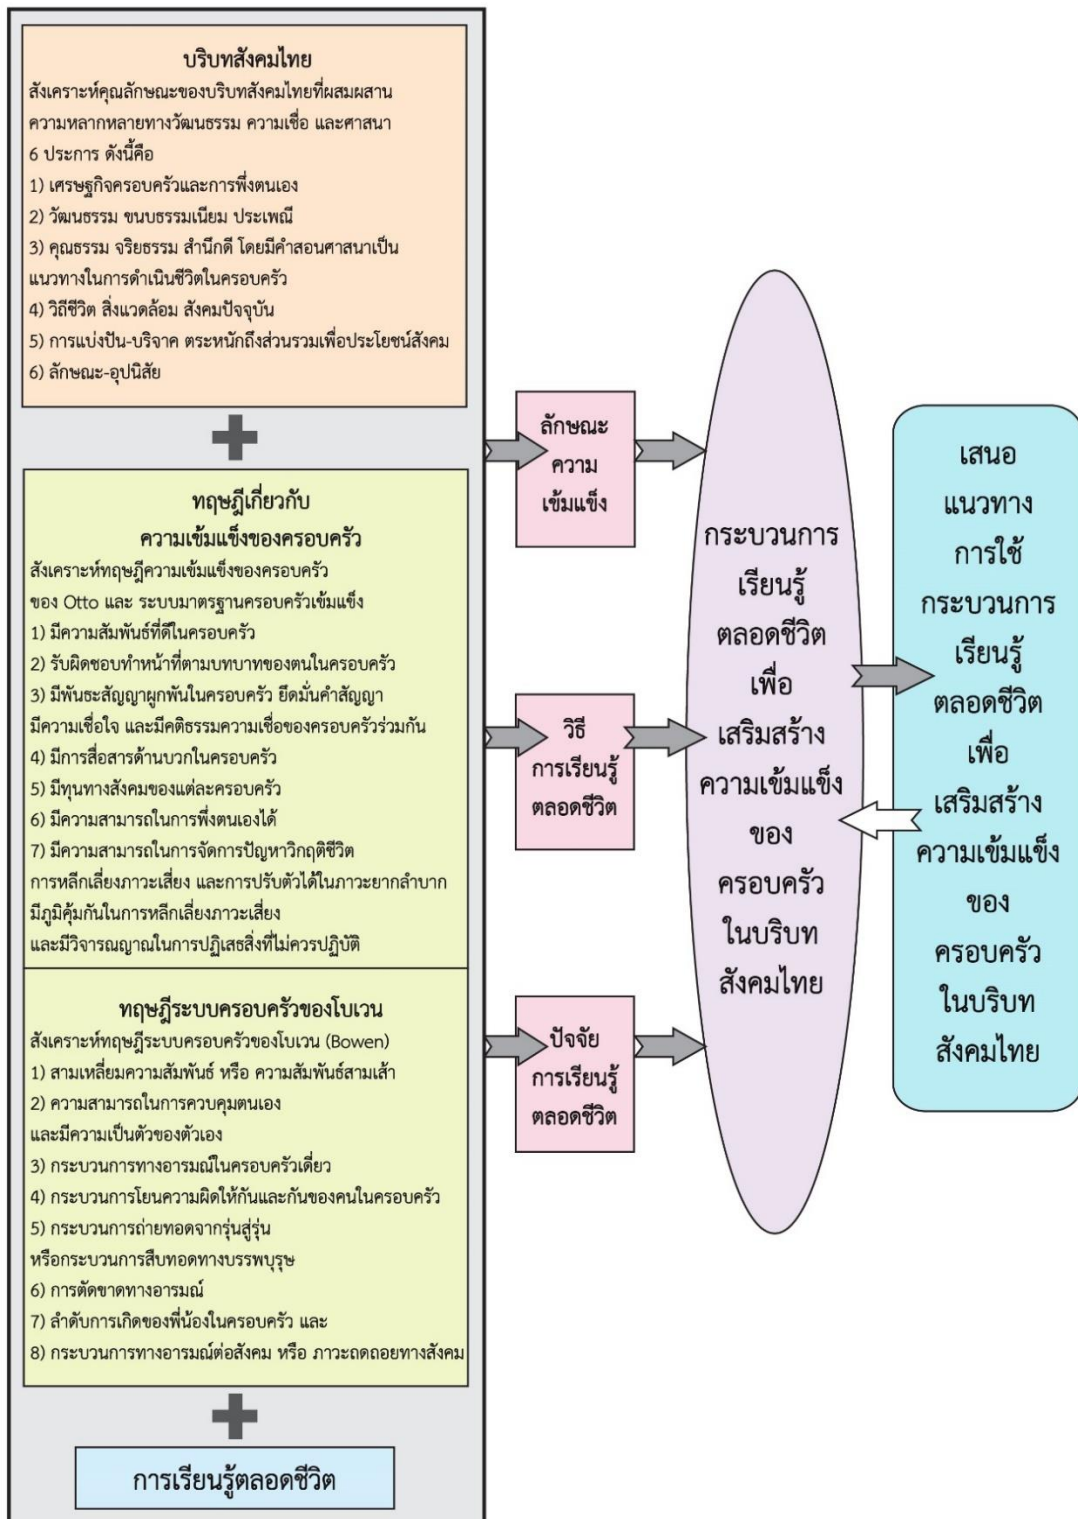 บริบทสังคมไทย
สังเคราะห์คุณลักษณะของบริบทสังคมไทยที่ผสมผสาน
ความหลากหลายทางวัฒนธรรม ความเชื่อ และศาสนา
6 ประการ ดังนี้คือ
1) เศรษฐกิจครอบครัวและการพึ่งตนเอง
2) วัฒนธรรม ขนบธรรมเนียม ประเพณี
3) คุณธรรม จริยธรรม สำนึกดี โดยมีคำสอนศาสนาเป็น
แนวทางในการดำเนินชีวิตในครอบครัว
4) วิถีชีวิต สิ่งแวดล้อม สังคมปัจจุบัน
5) การแบ่งปัน-บริจาค ตระหนักถึงส่วนรวมเพื่อประโยชน์สังคม
6) ลักษณะ-อุปนิสัย
ทฤษฎีเกี่ยวกับ
ความเข้มแข็งของครอบครัว
สังเคราะห์ทฤษฎีความเข้มแข็งของครอบครัว
ของ Otto และ ระบบมาตรฐานครอบครัวเข้มแข็ง
1) มีความสัมพันธ์ที่ดีในครอบครัว
2) รับผิดชอบทำหน้าที่ตามบทบาทของตนในครอบครัว
3) มีพันธะสัญญาผูกพันในครอบครัว ยึดมั่นคำสัญญา
มีความเชื่อใจ และมีคติธรรมความเชื่อของครอบครัวร่วมกัน
4) มีการสื่อสารด้านบวกในครอบครัว
5) มีทุนทางสังคมของแต่ละครอบครัว
6) มีความสามารถในการพึ่งตนเองได้
7) มีความสามารถในการจัดการปัญหาวิกฤติชีวิต
การหลีกเลี่ยงภาวะเสี่ยง และการปรับตัวได้ในภาวะยากลำบาก
มีภูมิคุ้มกันในการหลีกเลี่ยงภาวะเสี่ยง
และมีวิจารณญาณในการปฏิเสธสิ่งที่ไม่ควรปฏิบัติ
ทฤษฎีระบบครอบครัวของโบเวน
สังเคราะห์ทฤษฎีระบบครอบครัวของโบเวน (Bowen)
1) สามเหลี่ยมความสัมพันธ์ หรือ ความสัมพันธ์สามเส้า
2) ความสามารถในการควบคุมตนเอง
และมีความเป็นตัวของตัวเอง
3) กระบวนการทางอารมณ์ในครอบครัวเดี่ยว
4) กระบวนการโยนความผิดให้กันและกันของคนในครอบครัว
5) กระบวนการถ่ายทอดจากรุ่นสู่รุ่น
หรือกระบวนการสืบทอดทางบรรพบุรุษ
6) การตัดขาดทางอารมณ์
7) ลำดับการเกิดของพี่น้องในครอบครัว และ
8) กระบวนการทางอารมณ์ต่อสังคม หรือ ภาวะถดถอยทางสังคม
การเรียนรู้ตลอดชีวิต
ลักษณะ
ความ
เข้มแข็ง
วิธี
การเรียนรู้
ตลอดชีวิต
ปัจจัย
การเรียนรู้
ตลอดชีวิต
กระบวนการ
เรียนรู้
ตลอดชีวิต
เพื่อ
เสริมสร้าง
ความเข้มแข็ง
ของ
ครอบครัว
ในบริบท
สังคมไทย
เสนอ
แนวทาง
การใช้
กระบวนการ
เรียนรู้
ตลอดชีวิต
เพื่อ
เสริมสร้าง
ความเข้มแข็ง
ของ
ครอบครัว
ในบริบท
สังคมไทย